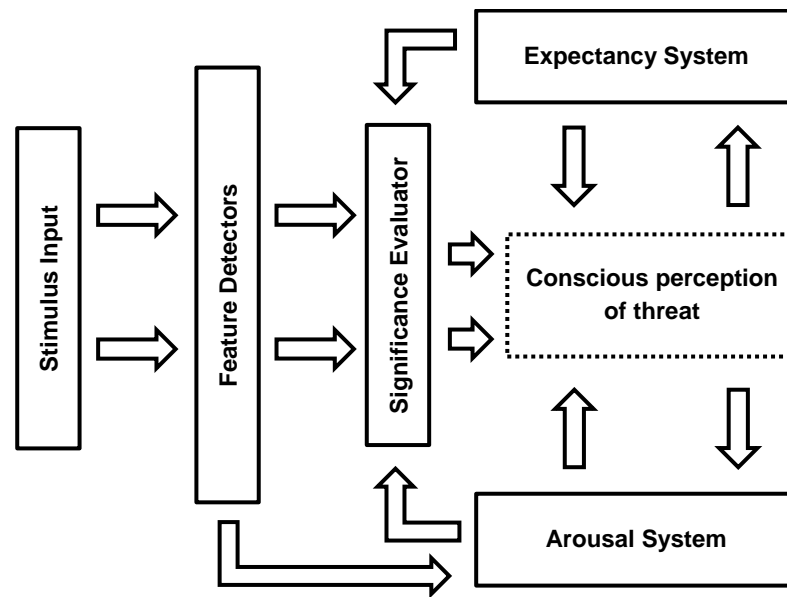 Stimulus Input
Feature Detectors
Significance Evaluator
Expectancy System
Conscious perception
of threat
Arousal System